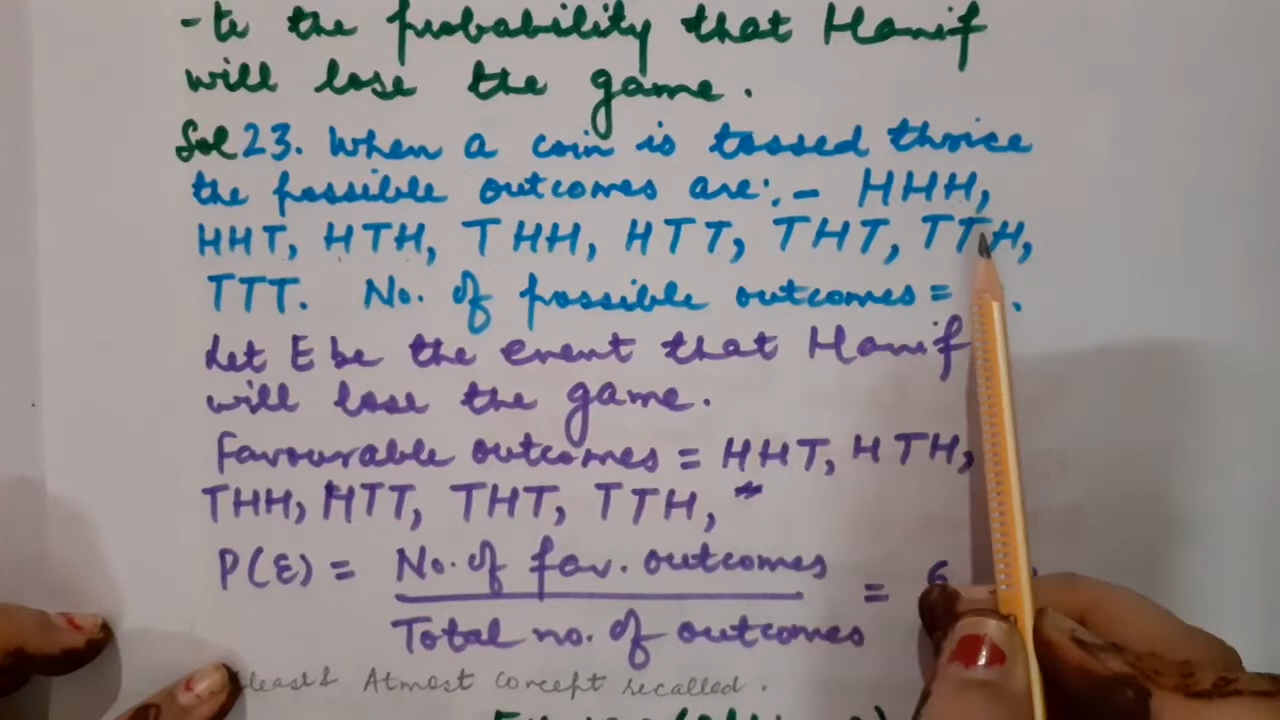 -te the probability that Hanif
will lose the game.
Sol 23. When a coin is tossed thrice
the possible outcomes are:- HHH,
HHT, HTH, THH, HTT, THT, TTH,
TTT. No. of possible outcomes = .
Let E be the event that Hanif
will lose the game.
Favourable outcomes = HHT, HTH,
THH, HTT, THT, TTH,
P(E) = No. of fav. outcomes
Total no. of outcomes
= 6
least & Atmost concept recalled.